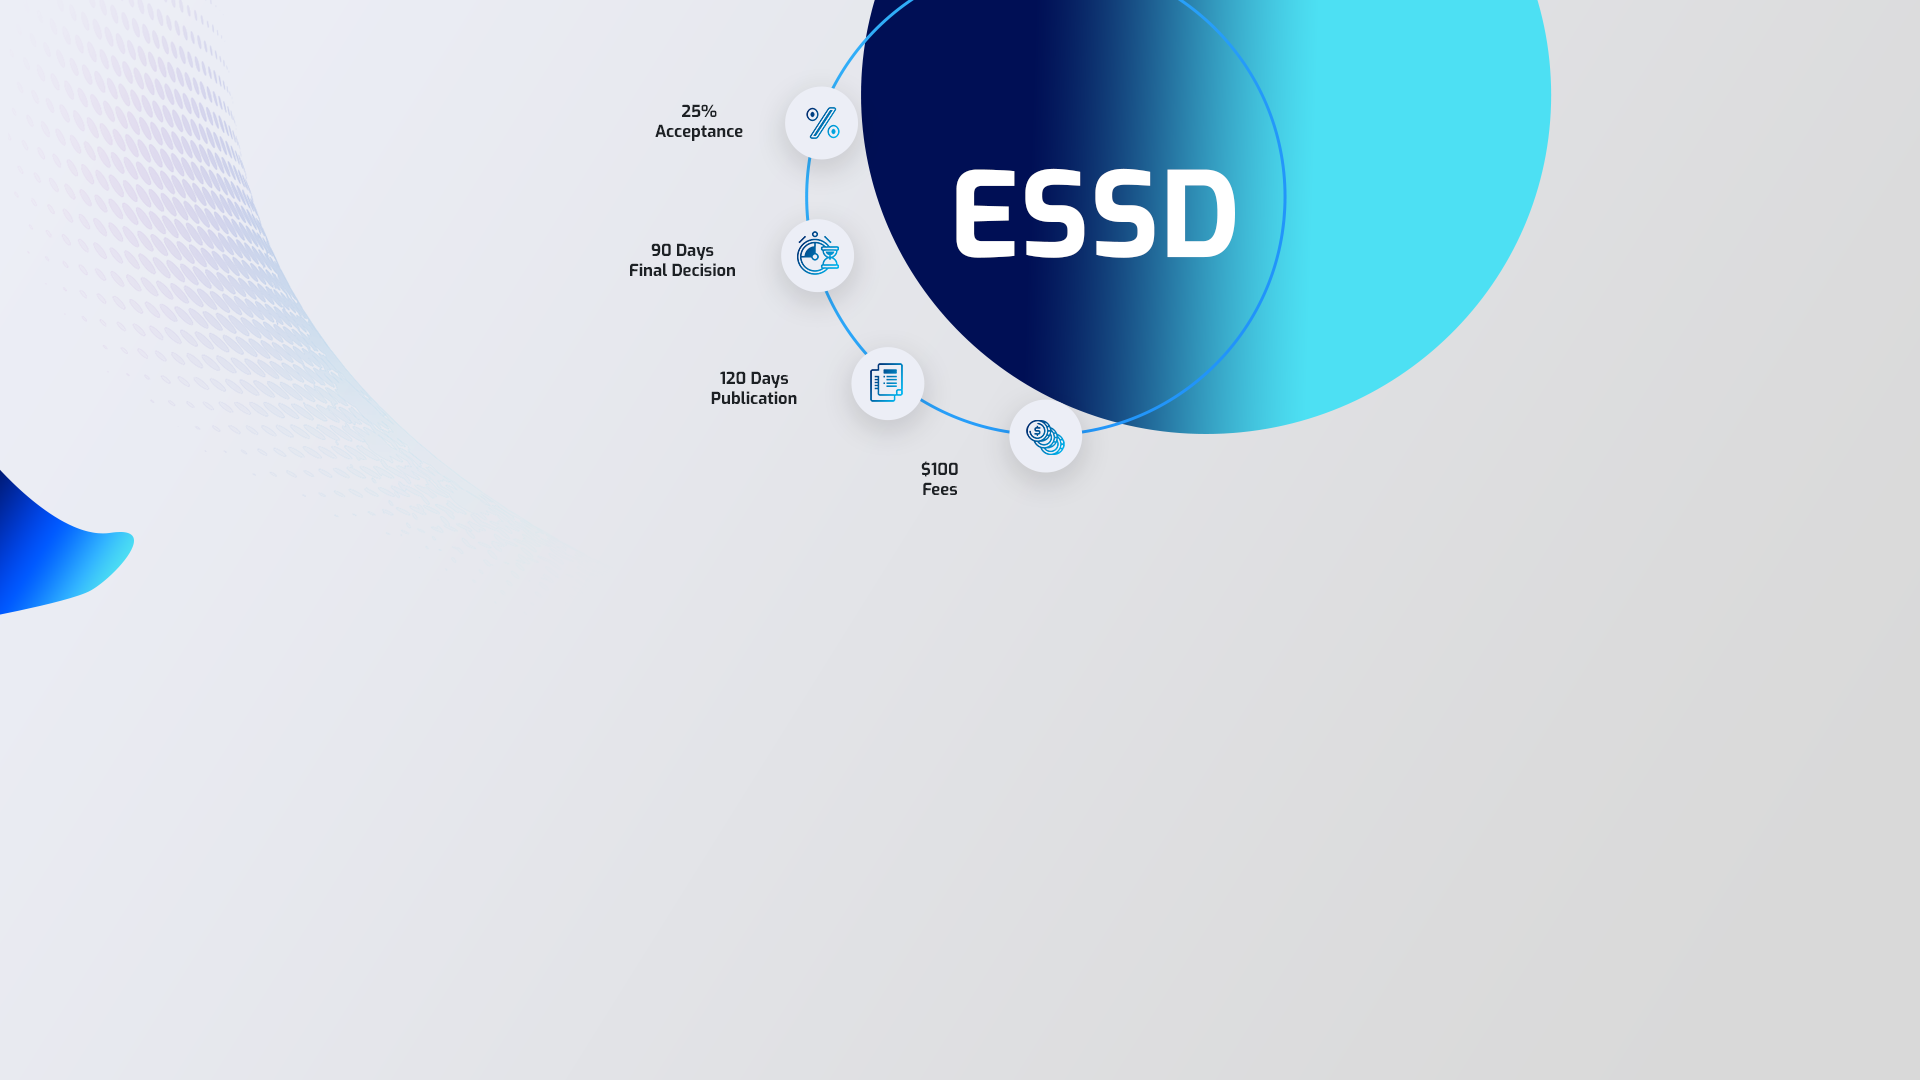 25%
Acceptance
ESSD
90 Days
Final Decision
120 Days
Publication
$100
Fees